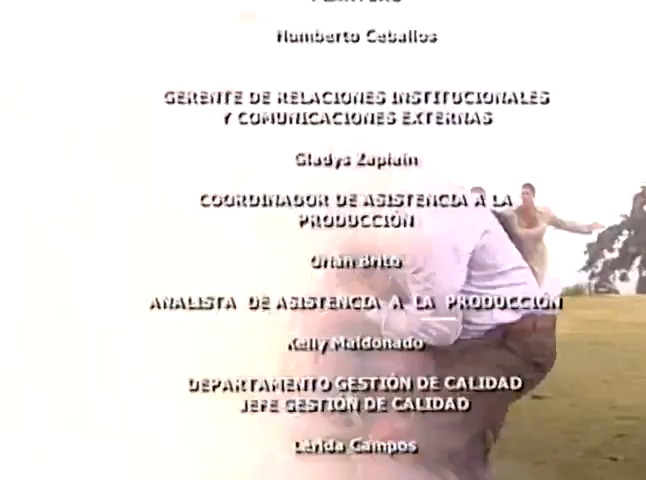 Humberto Ceballos
GERENTE DE RELACIONES INSTITUCIONALES
Y COMUNICACIONES EXTERNAS
Gladys Zapiain
COORDINADOR DE ASISTENCIA A LA
PRODUCCIÓN
Orián Brito
ANALISTA DE ASISTENCIA A LA PRODUCCIÓN
Kelly Maldonado
DEPARTAMENTO GESTIÓN DE CALIDAD
JEFE GESTIÓN DE CALIDAD
Lérida Campos